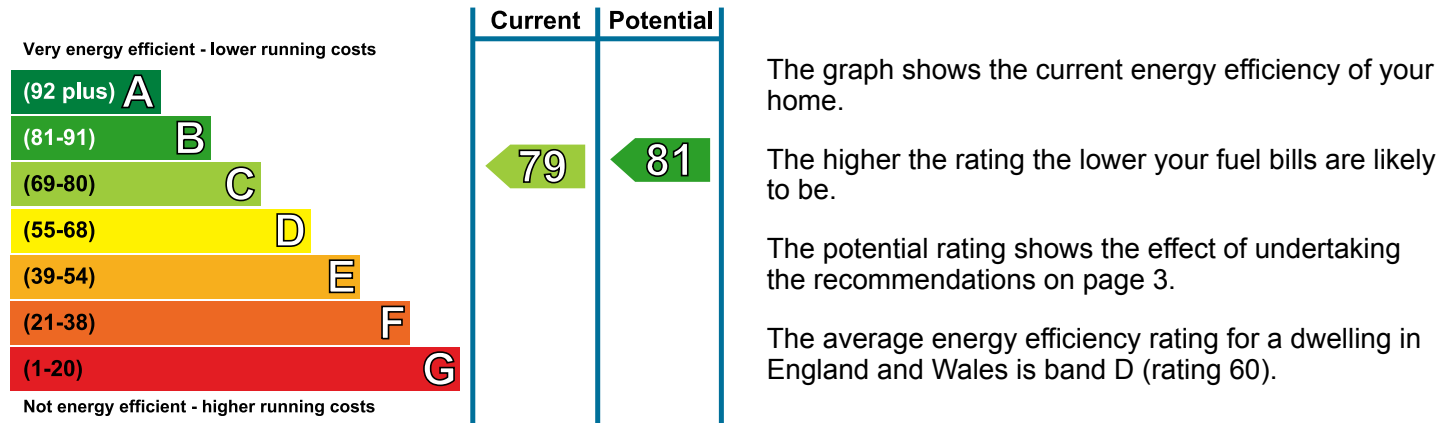 Current Potential
Very energy efficient - lower running costs
(92 plus) A
(81-91) B
(69-80) C
(55-68) D
(39-54) E
(21-38) F
(1-20) G
Not energy efficient - higher running costs
79 81
The graph shows the current energy efficiency of your
home.
The higher the rating the lower your fuel bills are likely
to be.
The potential rating shows the effect of undertaking
the recommendations on page 3.
The average energy efficiency rating for a dwelling in
England and Wales is band D (rating 60).